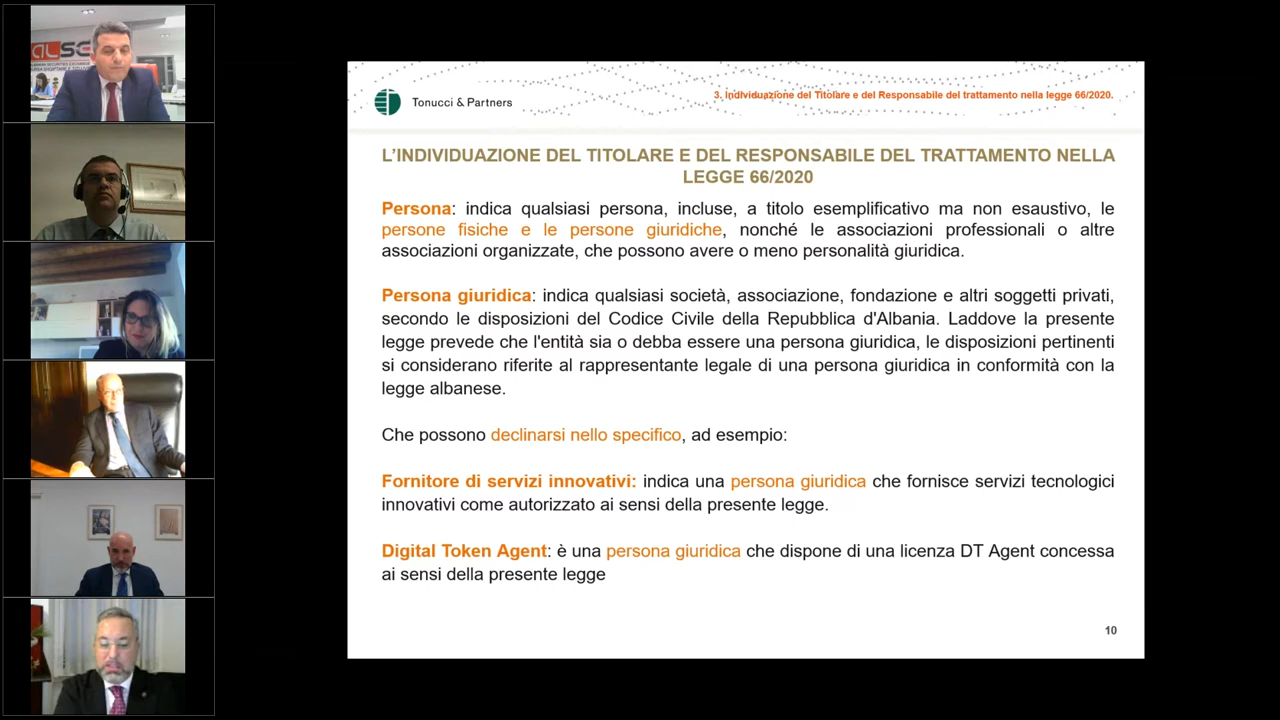 ALSE
Tonucci & Partners
3. Individuazione del Titolare e del Responsabile del trattamento nella legge 66/2020.
L'INDIVIDUAZIONE DEL TITOLARE E DEL RESPONSABILE DEL TRATTAMENTO NELLA
LEGGE 66/2020
Persona: indica qualsiasi persona, incluse, a titolo esemplificativo ma non esaustivo, le
persone fisiche e le persone giuridiche, nonché le associazioni professionali o altre
associazioni organizzate, che possono avere o meno personalità giuridica.
Persona giuridica: indica qualsiasi società, associazione, fondazione e altri soggetti privati,
secondo le disposizioni del Codice Civile della Repubblica d'Albania. Laddove la presente
legge prevede che l'entità sia o debba essere una persona giuridica, le disposizioni pertinenti
si considerano riferite al rappresentante legale di una persona giuridica in conformità con la
legge albanese.
Che possono declinarsi nello specifico, ad esempio:
Fornitore di servizi innovativi: indica una persona giuridica che fornisce servizi tecnologici
innovativi come autorizzato ai sensi della presente legge.
Digital Token Agent: è una persona giuridica che dispone di una licenza DT Agent concessa
ai sensi della presente legge
10